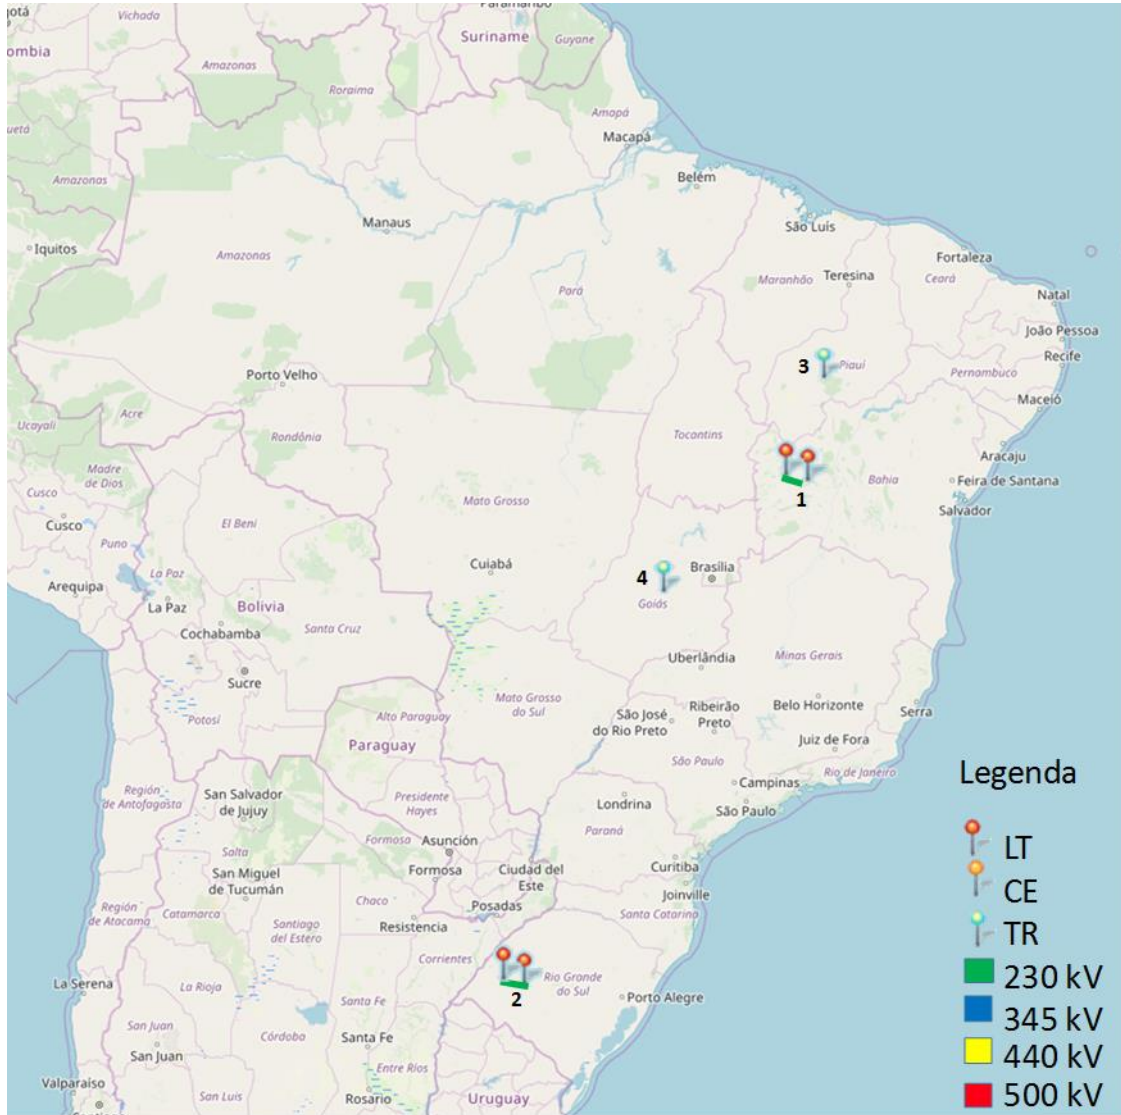 gotá
Vichada
Paramaribo
ombia
Suriname
Guyane
Amazonas
Roraima
Amapá
uetá
Macapá
Amazonas
Belém
Manaus
São Luís
Iquitos
Amazonas
Fortaleza
Maranhão
Teresina
Ceará
Pará
Natal
João Pessoa
Recife
3
Piauí
Porto Velho
Pernambuco
Maceió
Acre
Ucayali
Rondônia
Tocantins
Aracaju
Madre
de Dios
Feira de Santana
Bahia
Cusco
Mato Grosso
1
Salvador
Cusco
El Beni
Puno
Cuiabá
Brasília
4
La Paz
Arequipa
Goiás
La Paz
Bolivia
Cochabamba
Santa Cruz
Uberlândia
Minas Gerais
Sucre
Mato Grosso
do Sul
Potosí
Alto Paraguay
São José
do Rio Preto
Ribeirão
Preto
Belo Horizonte
Serra
Paraguay
Juiz de Fora
São Paulo
Rio de Janeiro
Legenda
Región
de Antofagasta
San Salvador
de Jujuy
Presidente
Hayes
Londrina
Campinas
São Paulo
Paraná
Formosa
Asunción
LT
Salta
San Miguel
de Tucumán
Formosa
Ciudad del
Este
Curitiba
CE
Chaco
Joinville
Región
de Atacama
Catamarca
Posadas
Santa Catarina
Santiago
del Estero
Resistencia
TR
Corrientes
La Serena
La Rioja
Rio Grande
do Sul
230 kV
2
Porto Alegre
Santa Fe
345 kV
San Juan
Córdoba
Santa Fe
San Juan
Entre Ríos
440 kV
Valparaíso
San Luis
Rosario
Uruguay
500 kV